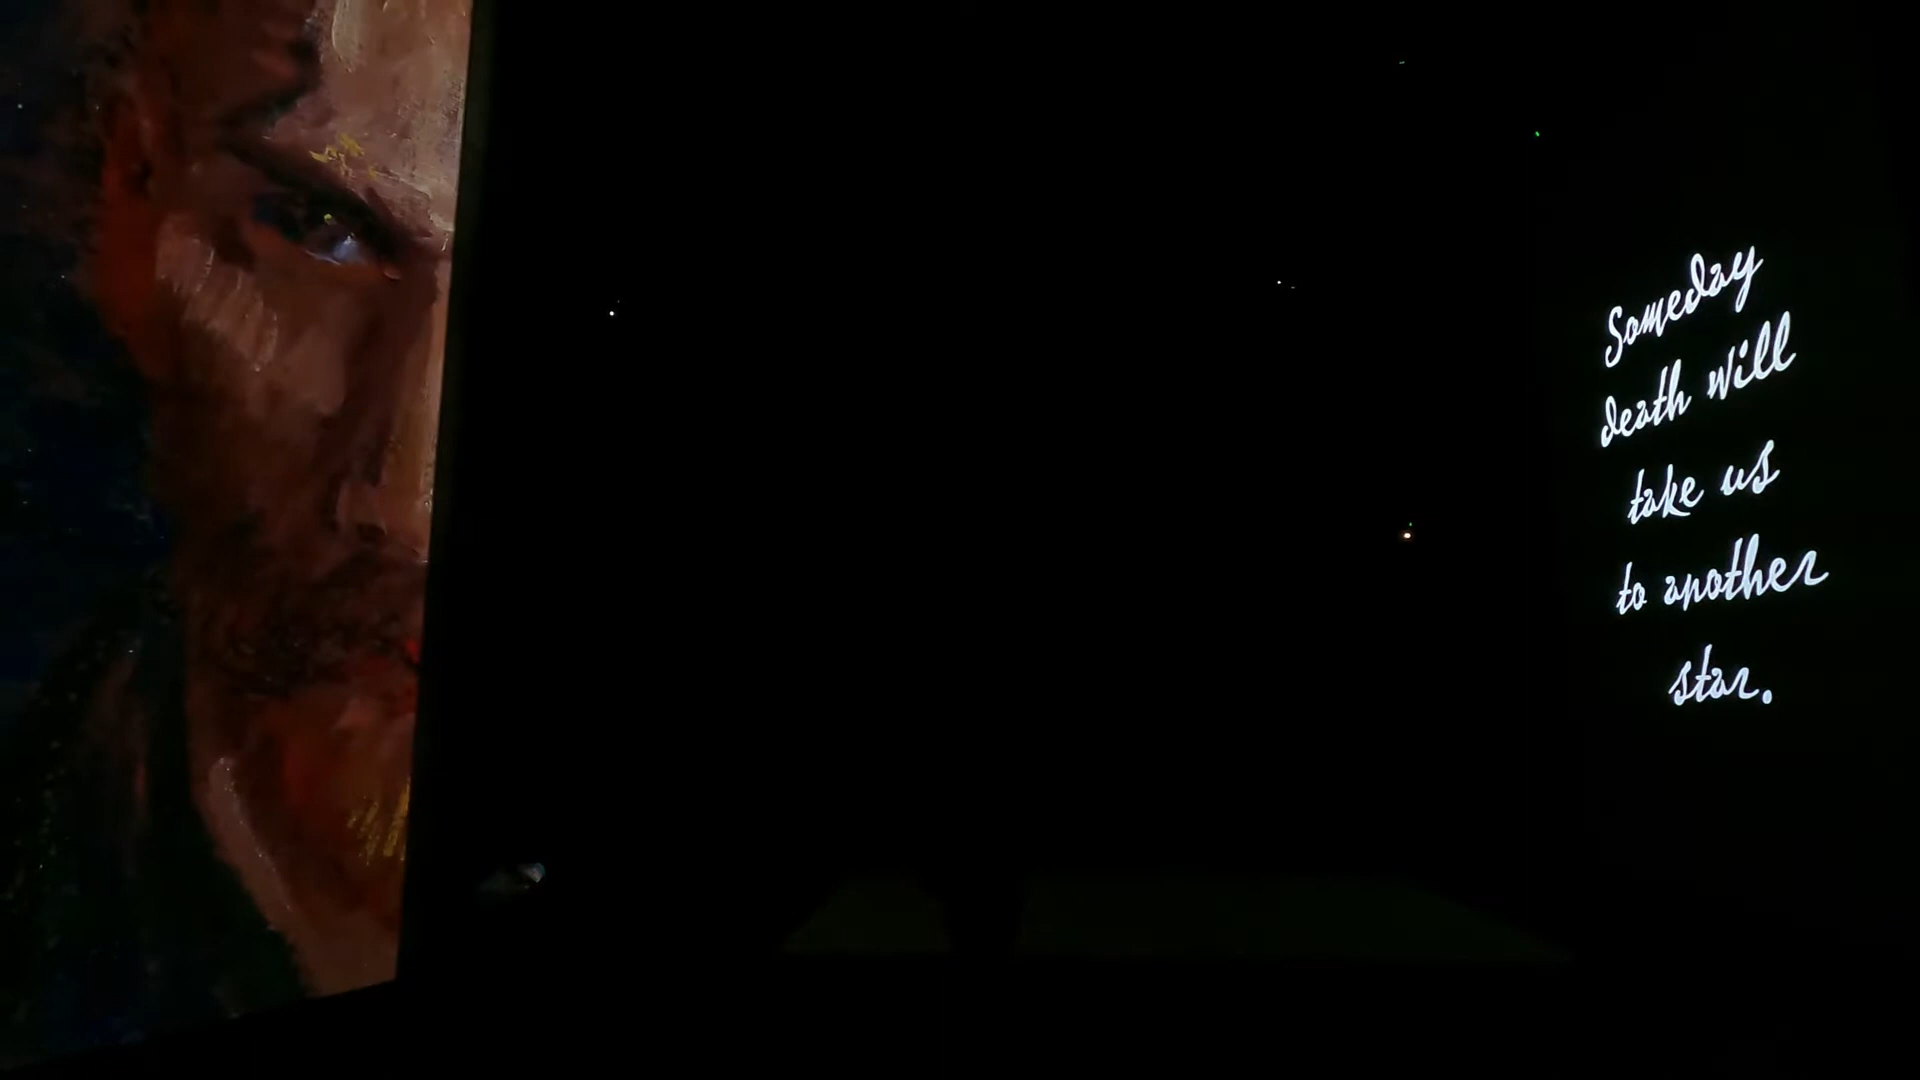 Someday
death will
take us
to another
star.